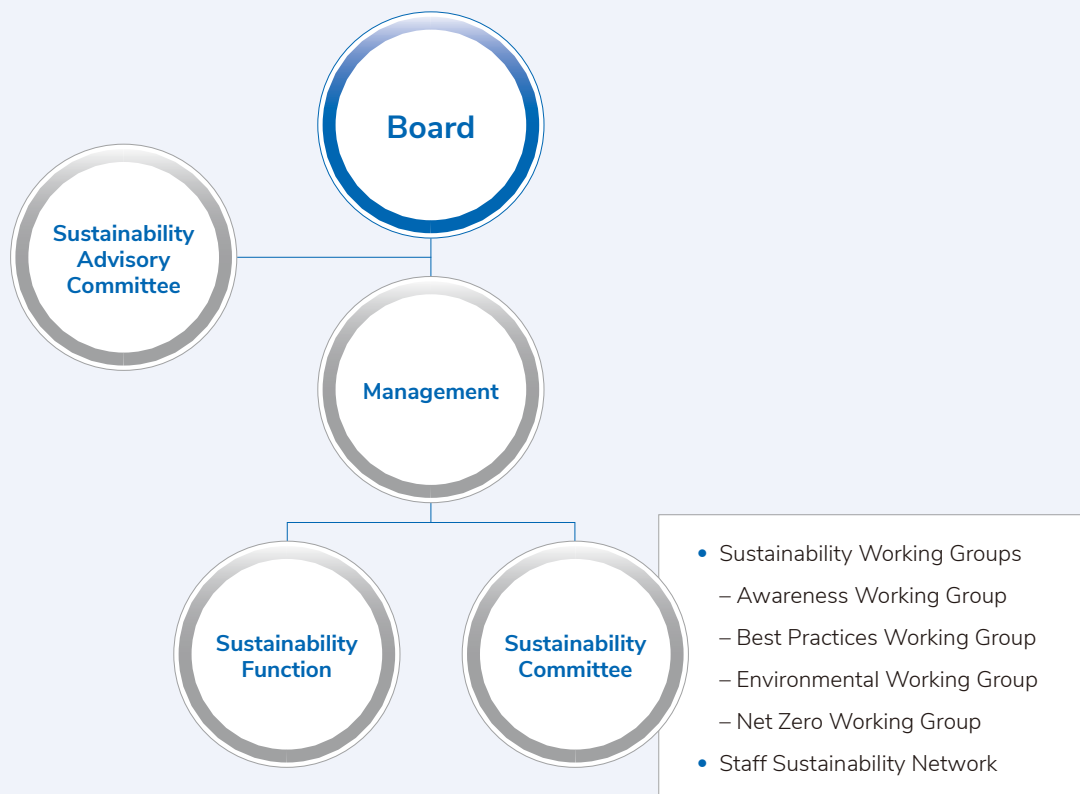 Board
Sustainability
Advisory
Committee
Management
Sustainability
Function
Sustainability
Committee
• Sustainability Working Groups
– Awareness Working Group
– Best Practices Working Group
– Environmental Working Group
– Net Zero Working Group
• Staff Sustainability Network